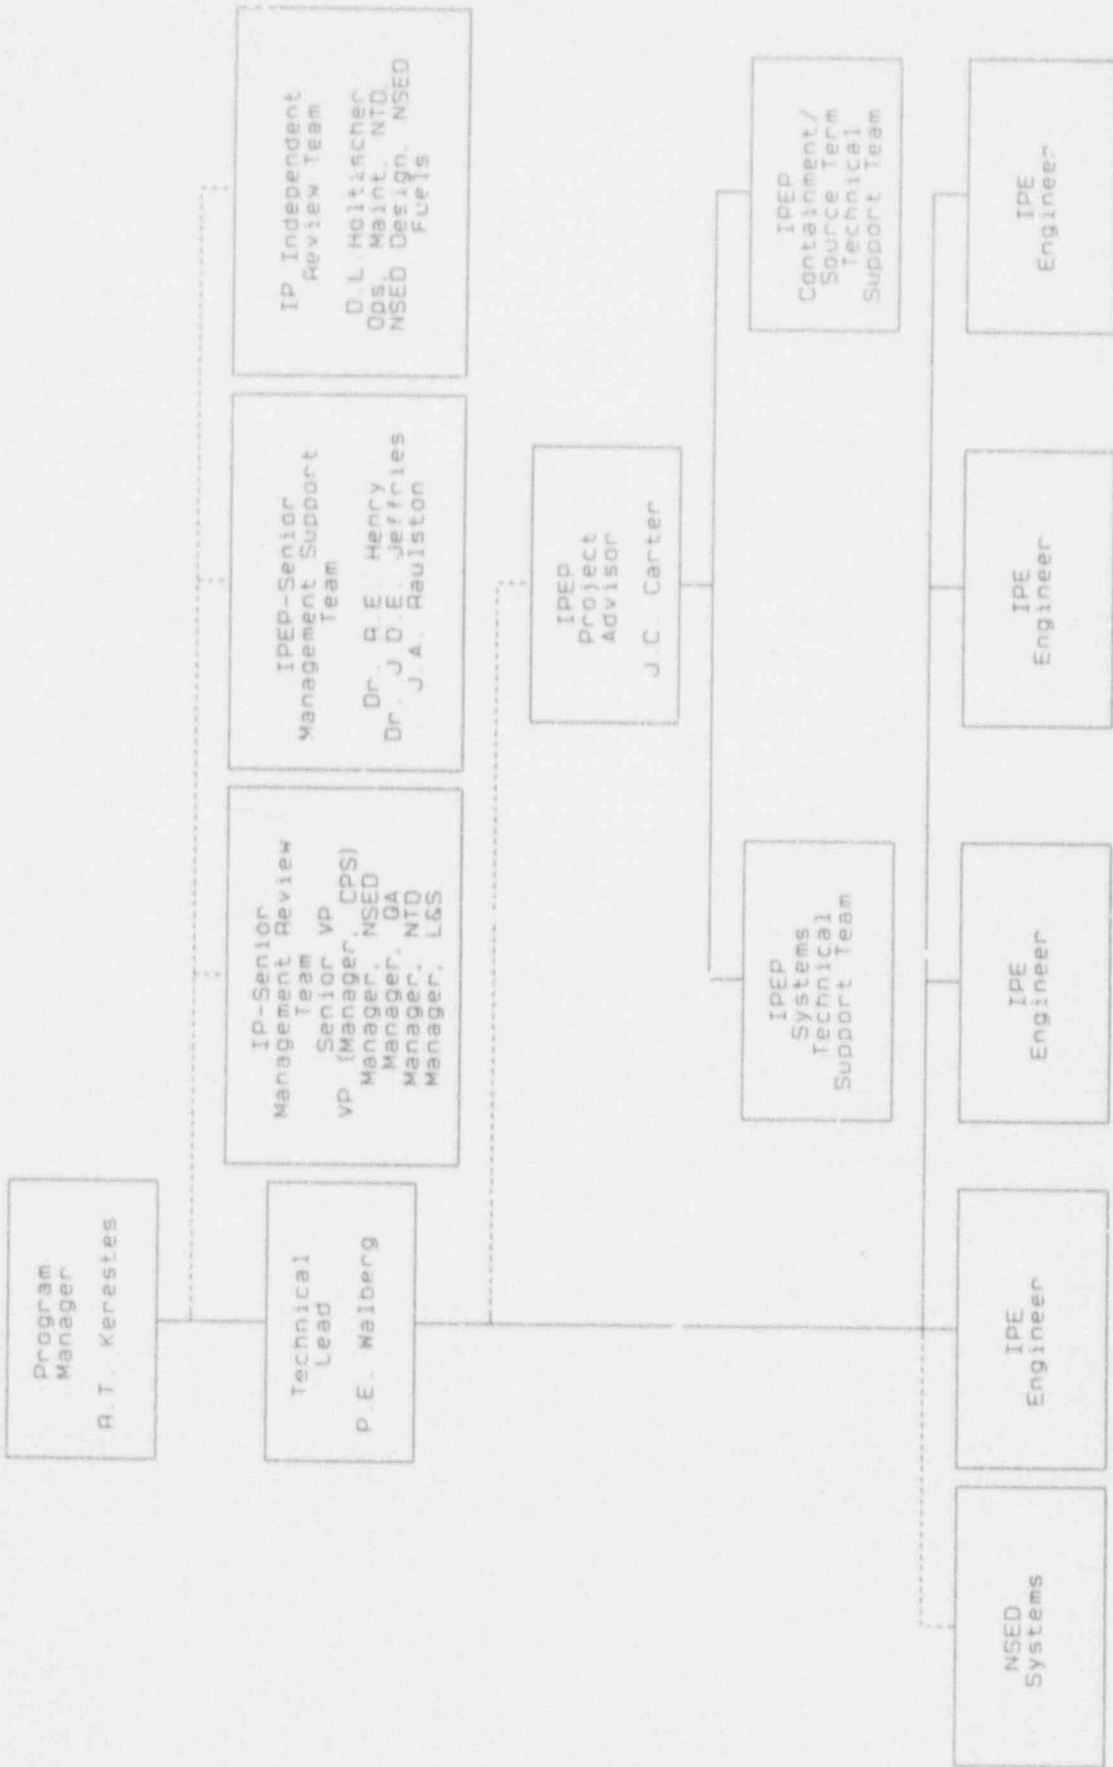 Program
Manager
R.T. Kerestes
Technical
Lead
P.E. Walberg
IP-Senior
Management Review
Team
Senior VP
VP (Manager, CPS)
Manager, NSED
Manager, QA
Manager, NTD
Manager, L&S
IPEP-Senior
Management Support
Team
Dr. R.E. Henry
Dr. J.D.E. Jeffries
J.A. Raulston
IP Independent
Review Team
D.L. Holtzscher
Ops, Maint, NTD,
NSED Design, NSED
Fuels
IPEP
Project
Advisor
J.C. Carter
IPEP
Systems
Technical
Support Team
IPEP
Containment/
Source Term
Technical
Support Team
NSED
Systems
IPE
Engineer
IPE
Engineer
IPE
Engineer
IPE
Engineer